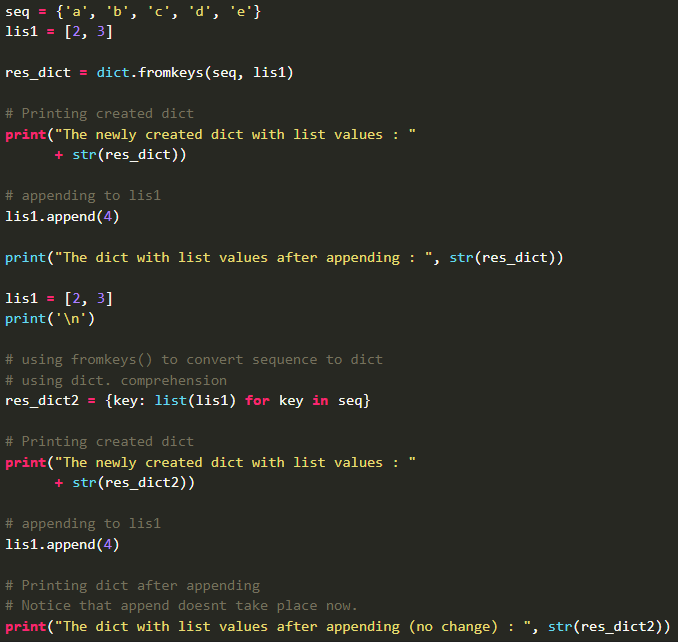 seq = {'a', 'b', 'c', 'd', 'e'}
lis1 = [2, 3]
res_dict = dict.fromkeys(seq, lis1)
# Printing created dict
print("The newly created dict with list values : "
      + str(res_dict))
# appending to lis1
lis1.append(4)
print("The dict with list values after appending : ", str(res_dict))
lis1 = [2, 3]
print('\n')
# using fromkeys() to convert sequence to dict
# using dict. comprehension
res_dict2 = {key: list(lis1) for key in seq}
# Printing created dict
print("The newly created dict with list values : "
      + str(res_dict2))
# appending to lis1
lis1.append(4)
# Printing dict after appending
# Notice that append doesnt take place now.
print("The dict with list values after appending (no change) : ", str(res_dict2))